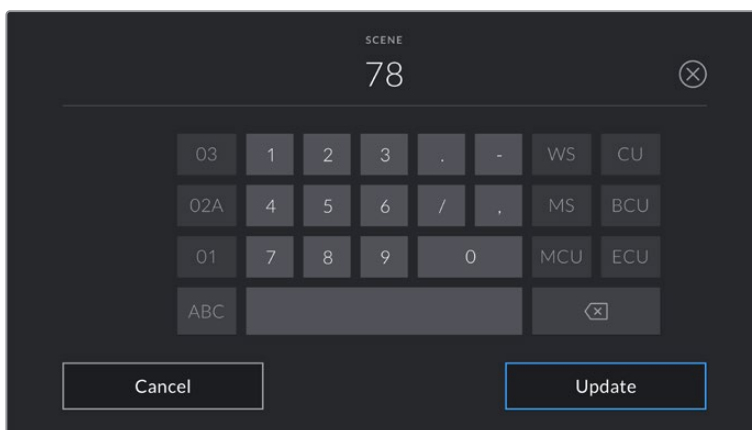 SCENE
78
03 1 2 3 . - WS CU
02A 4 5 6 / , MS BCU
01 7 8 9 0 MCU ECU
ABC
Cancel Update